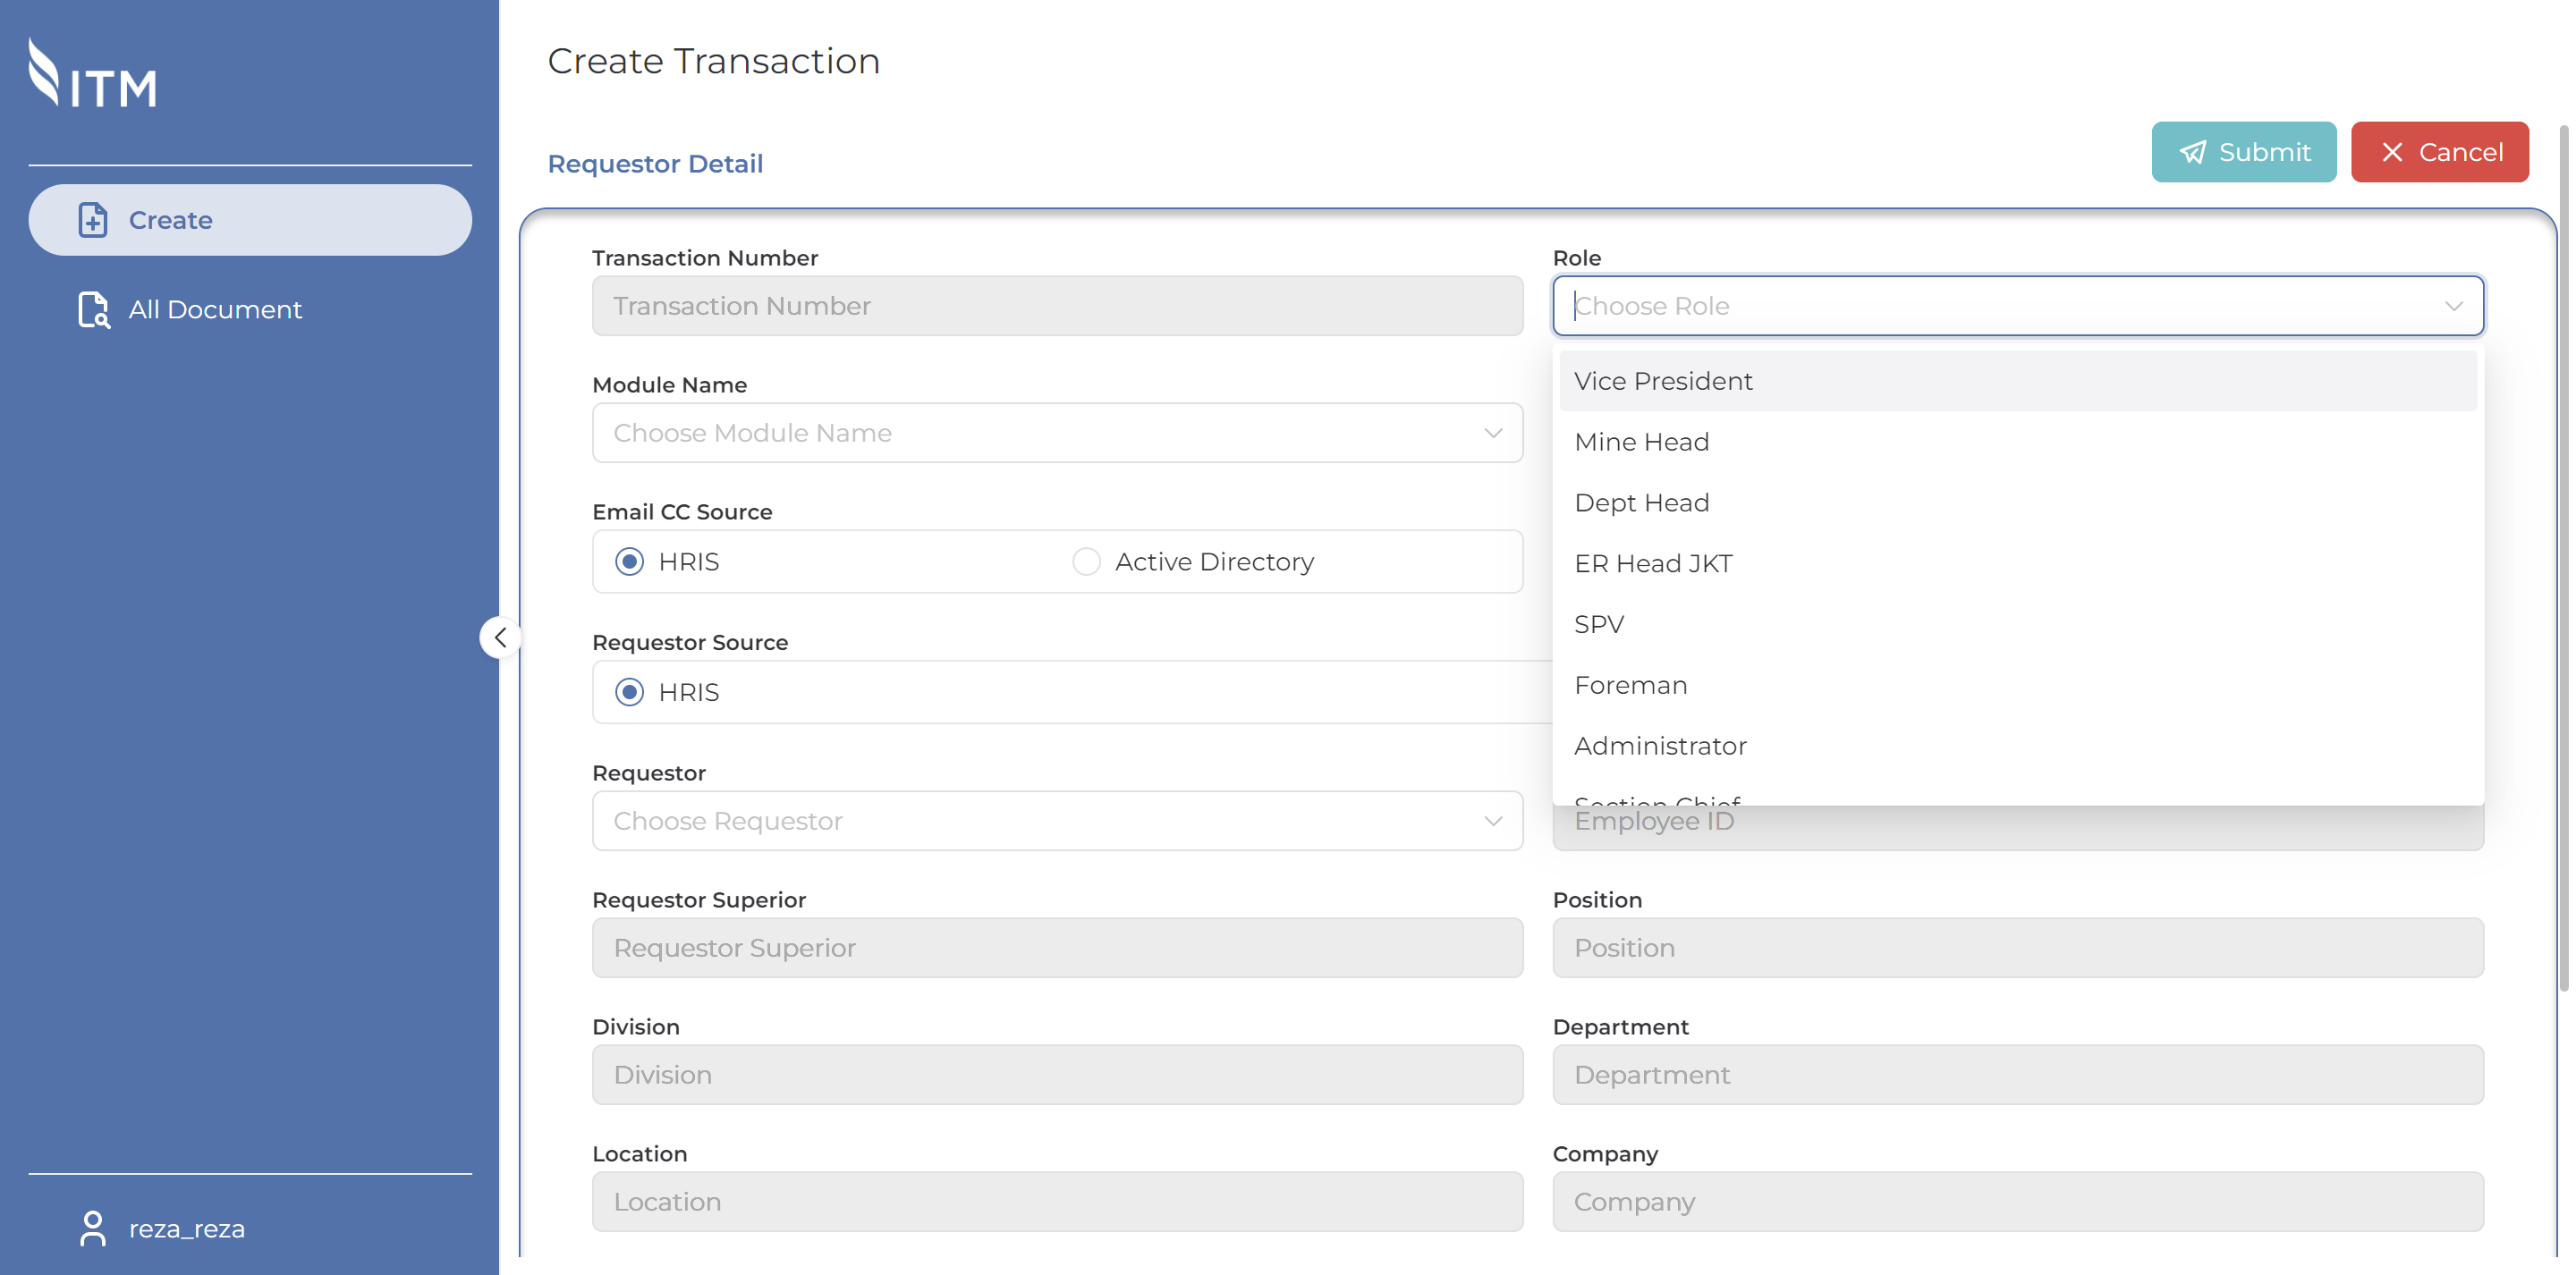 ITM
Create
All Document
reza_reza
Create Transaction
Requestor Detail
Submit
Cancel
Transaction Number
Transaction Number
Role
Choose Role
Vice President
Mine Head
Dept Head
ER Head JKT
SPV
Foreman
Administrator
Section Chief
Module Name
Choose Module Name
Email CC Source
HRIS
Active Directory
Requestor Source
HRIS
Requestor
Choose Requestor
Employee ID
Requestor Superior
Requestor Superior
Position
Position
Division
Division
Department
Department
Location
Location
Company
Company